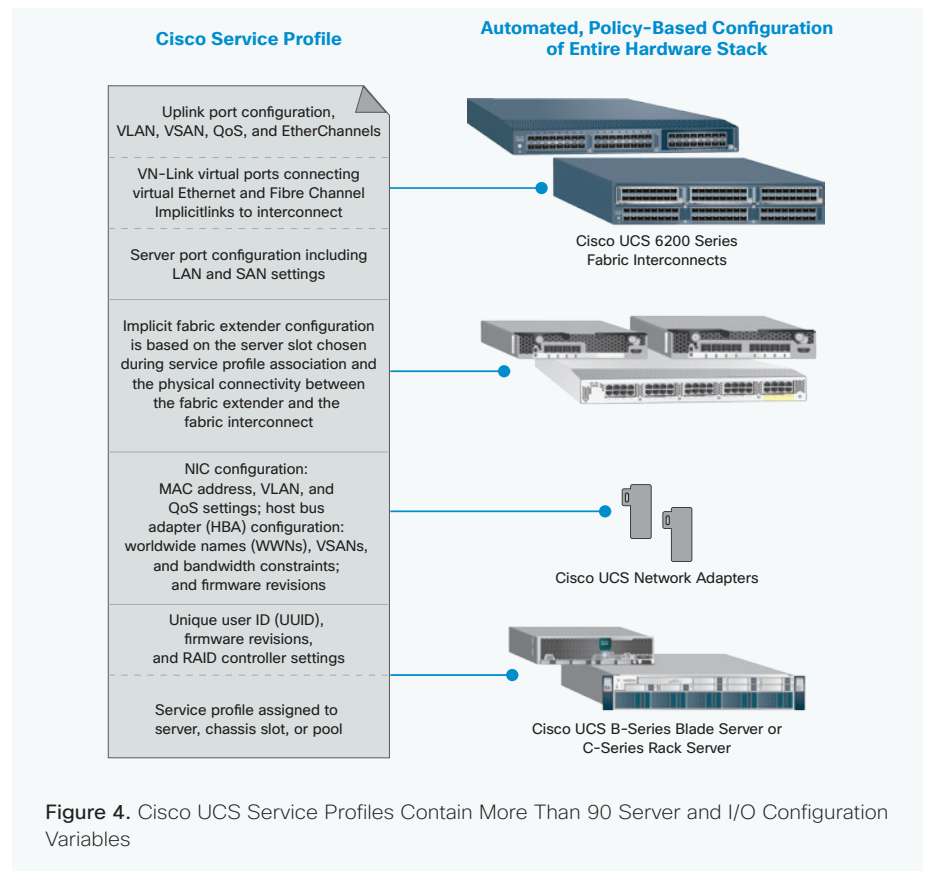 Cisco Service Profile
Automated, Policy-Based Configuration
of Entire Hardware Stack
Uplink port configuration,
VLAN, VSAN, QoS, and EtherChannels
VN-Link virtual ports connecting
virtual Ethernet and Fibre Channel
Implicitlinks to interconnect
Server port configuration including
LAN and SAN settings
Cisco UCS 6200 Series
Fabric Interconnects
Implicit fabric extender configuration
is based on the server slot chosen
during service profile association and
the physical connectivity between
the fabric extender and the
fabric interconnect
NIC configuration:
MAC address, VLAN, and
QoS settings; host bus
adapter (HBA) configuration:
worldwide names (WWNs), VSANs,
and bandwidth constraints;
and firmware revisions
Cisco UCS Network Adapters
Unique user ID (UUID),
firmware revisions,
and RAID controller settings
Service profile assigned to
server, chassis slot, or pool
Cisco UCS B-Series Blade Server or
C-Series Rack Server
Figure 4. Cisco UCS Service Profiles Contain More Than 90 Server and I/O Configuration
Variables